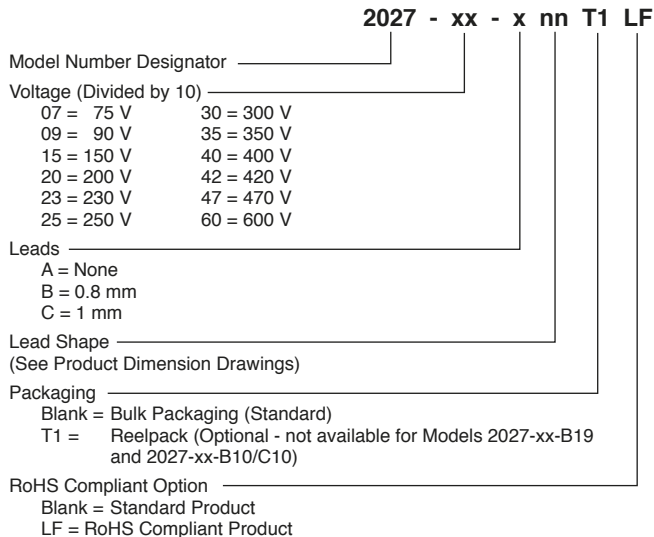 2027 - xx - x nn T1 LF
Model Number Designator
Voltage (Divided by 10)
07 = 75 V 30 = 300 V
09 = 90 V 35 = 350 V
15 = 150 V 40 = 400 V
20 = 200 V 42 = 420 V
23 = 230 V 47 = 470 V
25 = 250 V 60 = 600 V
Leads
A = None
B = 0.8 mm
C = 1 mm
Lead Shape
(See Product Dimension Drawings)
Packaging
Blank = Bulk Packaging (Standard)
T1 = Reelpack (Optional - not available for Models 2027-xx-B19
and 2027-xx-B10/C10)
RoHS Compliant Option
Blank = Standard Product
LF = RoHS Compliant Product